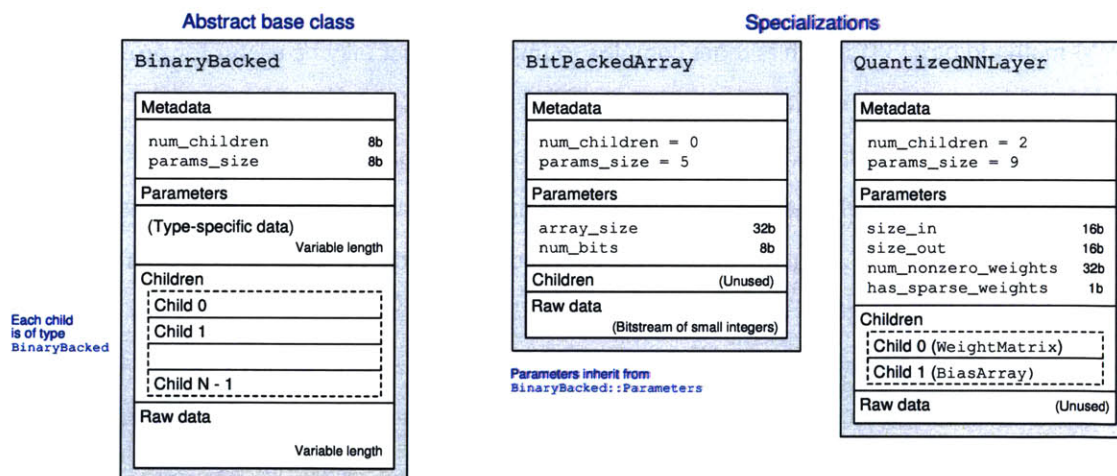 Abstract base class
BinaryBacked
Metadata
num_children 8b
params_size 8b
Parameters
(Type-specific data)
Variable length
Children
Child 0
Child 1
Child N - 1
Raw data
Variable length
Each child
is of type
BinaryBacked
Specializations
BitPackedArray
Metadata
num_children = 0
params_size = 5
Parameters
array_size 32b
num_bits 8b
Children (Unused)
Raw data
(Bitstream of small integers)
Parameters inherit from
BinaryBacked::Parameters
QuantizedNNLayer
Metadata
num_children = 2
params_size = 9
Parameters
size_in 16b
size_out 16b
num_nonzero_weights 32b
has_sparse_weights 1b
Children
Child 0 (WeightMatrix)
Child 1 (BiasArray)
Raw data (Unused)